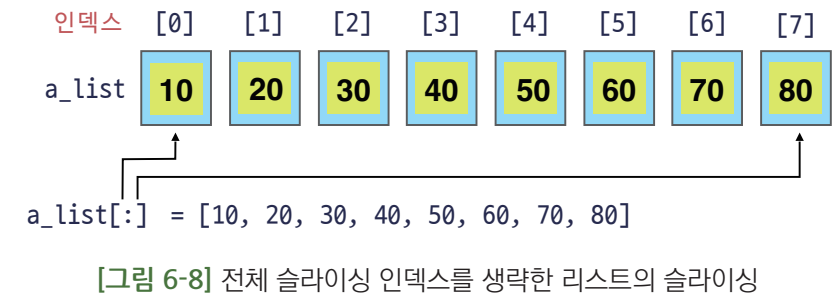 인덱스 [0] [1] [2] [3] [4] [5] [6] [7]
a_list 10 20 30 40 50 60 70 80
a_list[:] = [10, 20, 30, 40, 50, 60, 70, 80]
[그림 6-8] 전체 슬라이싱 인덱스를 생략한 리스트의 슬라이싱